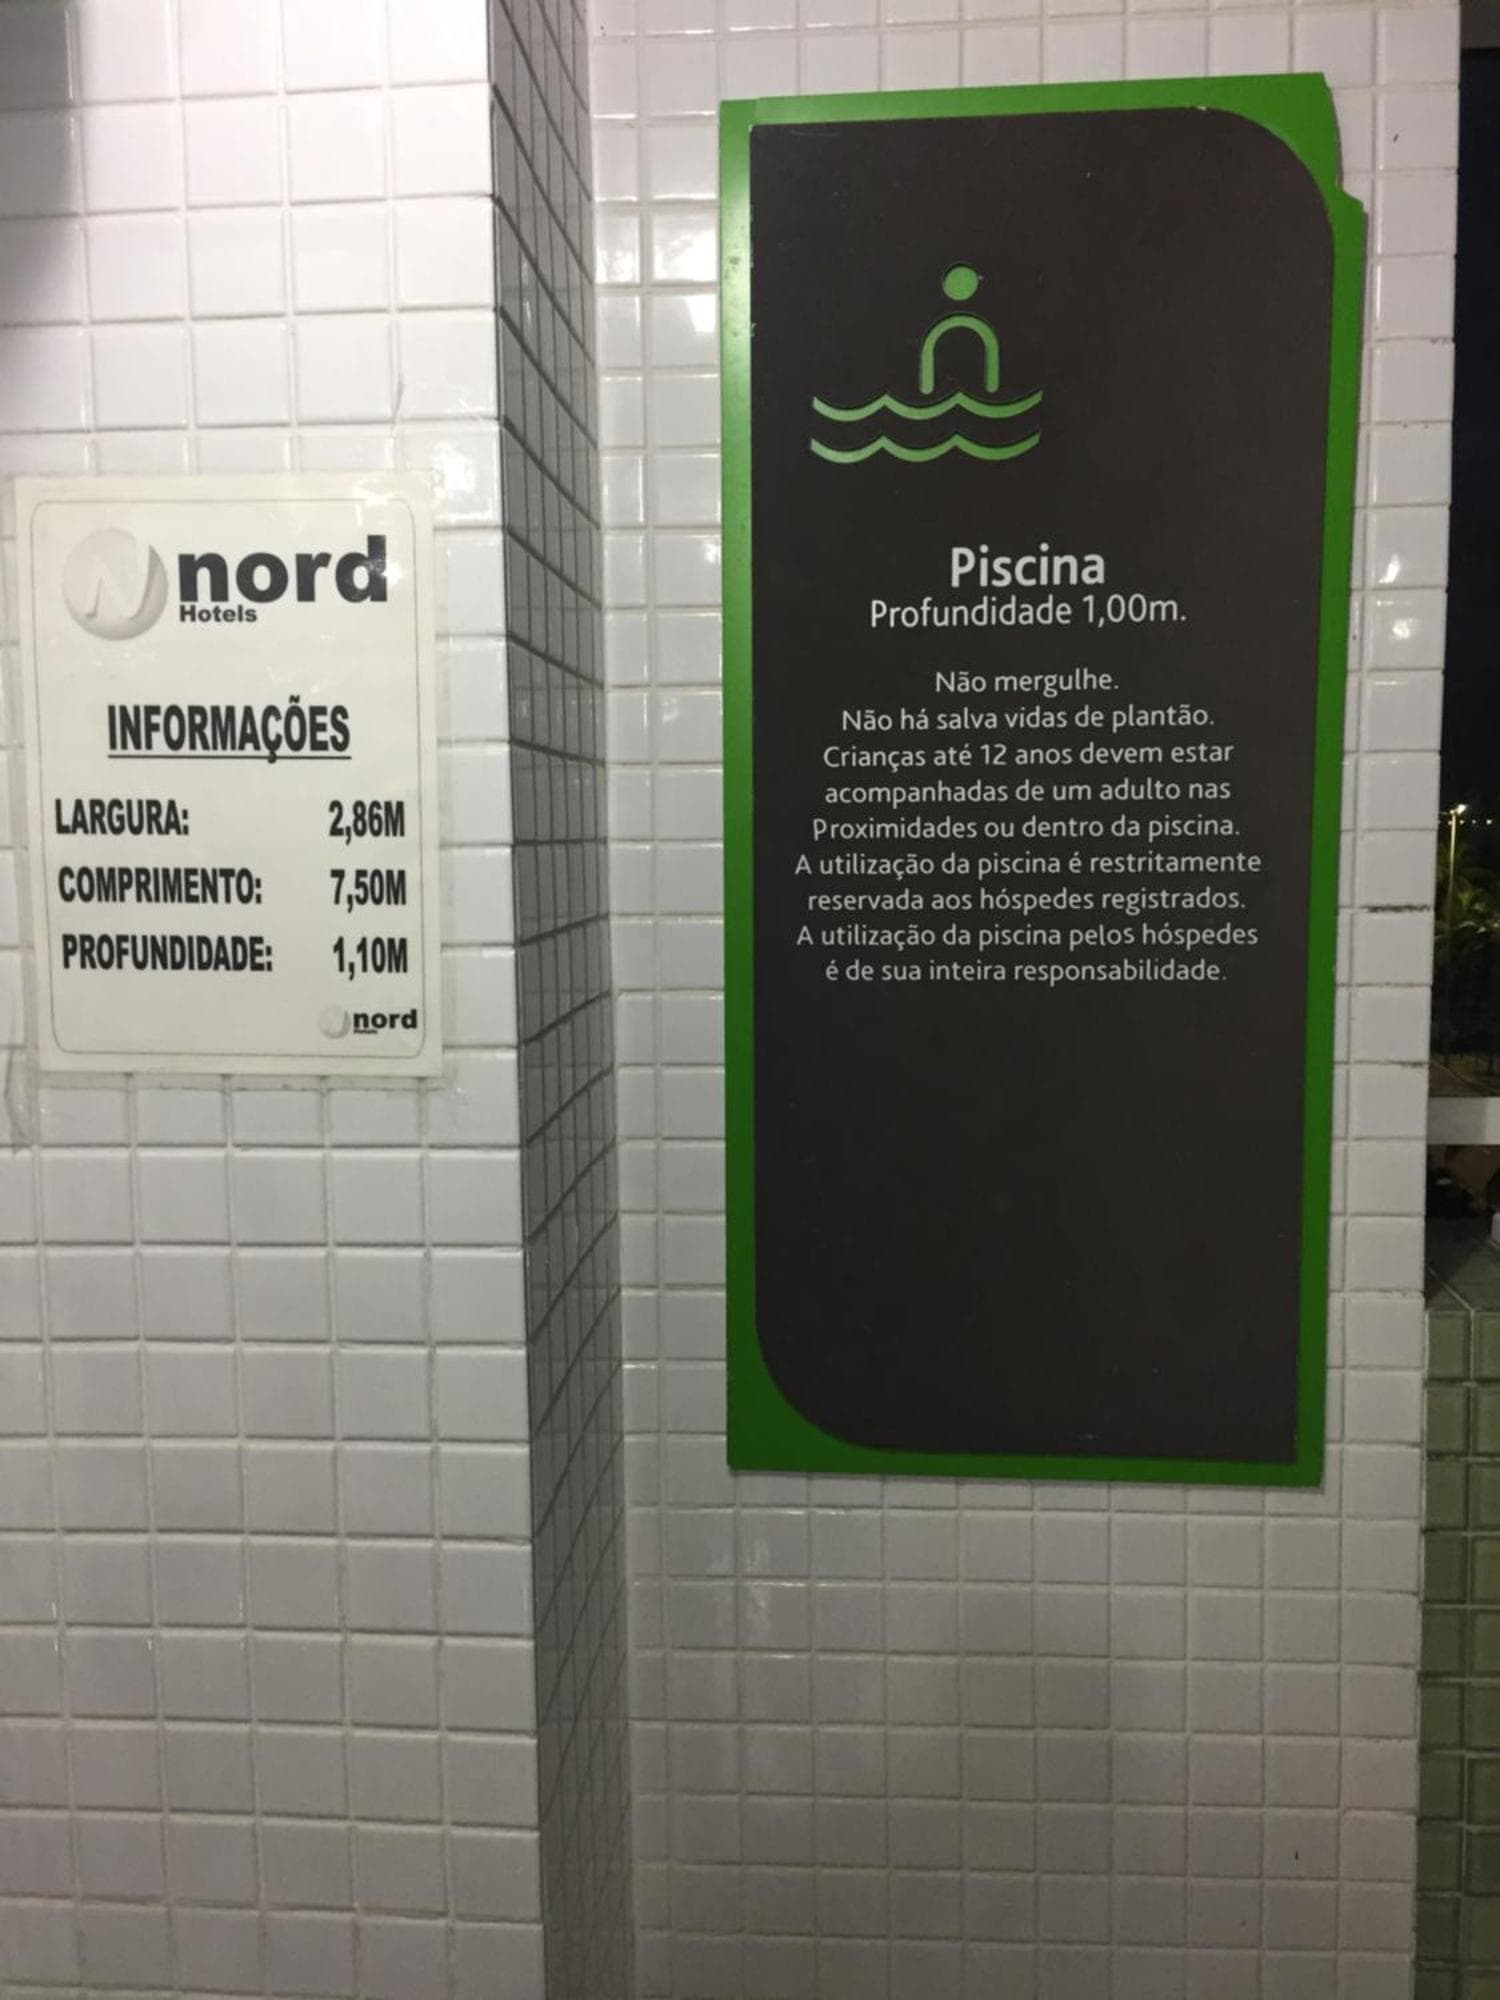 nord
Hotels
INFORMAÇÕES
LARGURA: 2,86M
COMPRIMENTO: 7,50M
PROFUNDIDADE: 1,10M
nord
Hotels
Piscina
Profundidade 1,00m.
Não mergulhe.
Não há salva vidas de plantão.
Crianças até 12 anos devem estar
acompanhadas de um adulto nas
Proximidades ou dentro da piscina.
A utilização da piscina é restritamente
reservada aos hóspedes registrados.
A utilização da piscina pelos hóspedes
é de sua inteira responsabilidade.